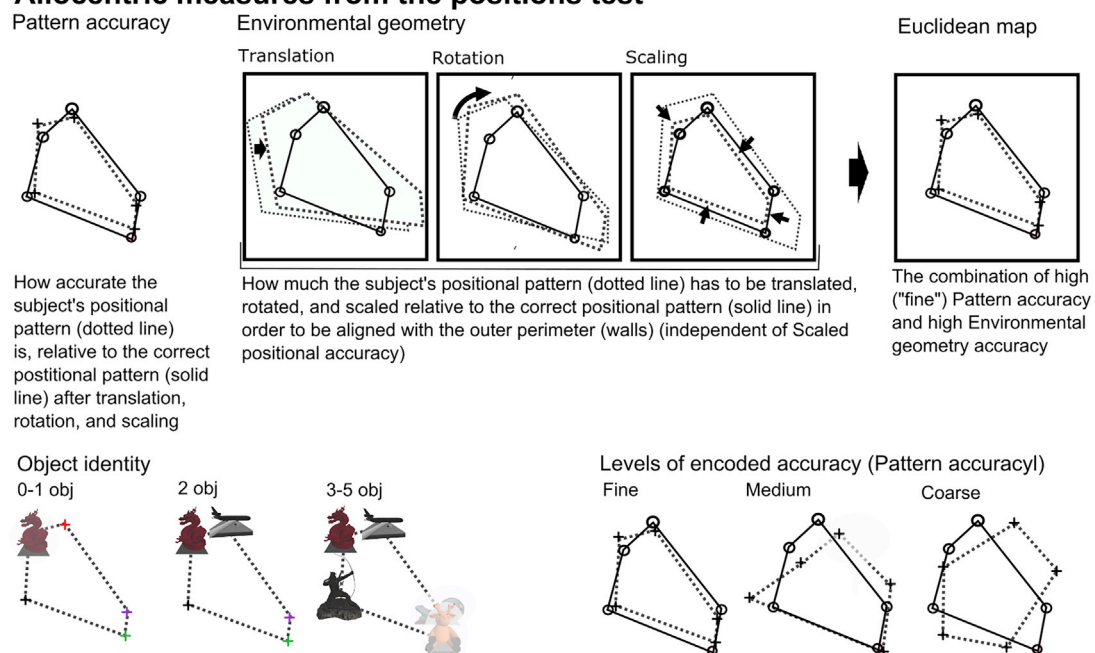 Allocentric measures from the positions test
Pattern accuracy
Environmental geometry
Euclidean map
Translation
Rotation
Scaling
How accurate the
subject's positional
pattern (dotted line)
is, relative to the correct
postitional pattern (solid
line) after translation,
rotation, and scaling
How much the subject's positional pattern (dotted line) has to be translated,
rotated, and scaled relative to the correct positional pattern (solid line) in
order to be aligned with the outer perimeter (walls) (independent of Scaled
positional accuracy)
The combination of high
("fine") Pattern accuracy
and high Environmental
geometry accuracy
Object identity
0-1 obj
2 obj
3-5 obj
Levels of encoded accuracy (Pattern accuracyl)
Fine
Medium
Coarse